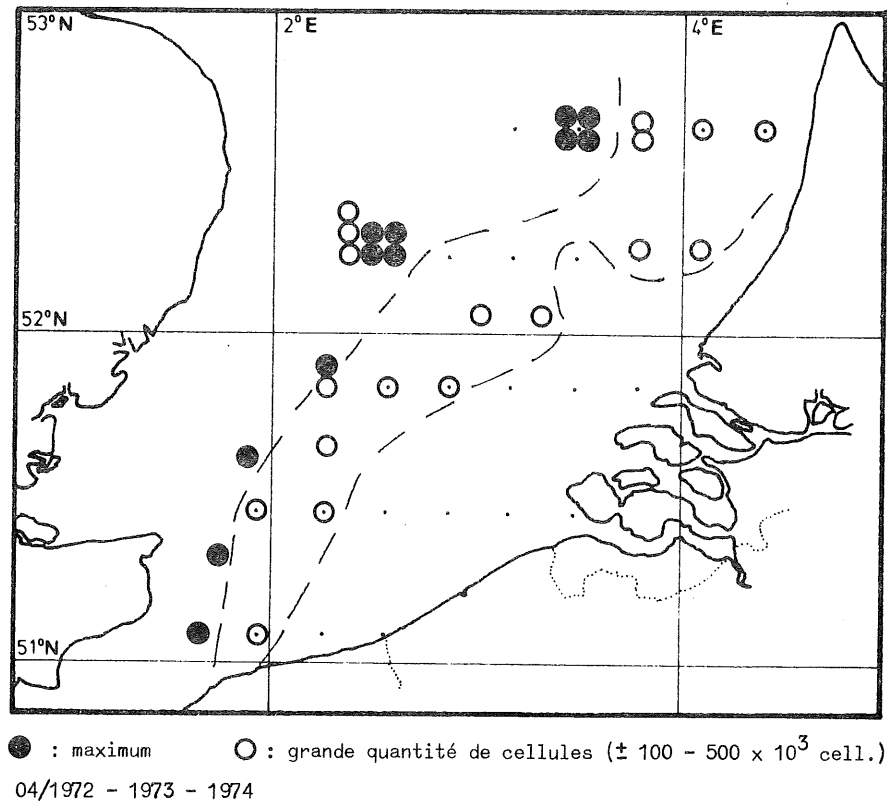 53°N
2°E
4°E
52°N
51°N
: maximum
: grande quantité de cellules (± 100 - 500 x 10³ cell.)
04/1972 - 1973 - 1974